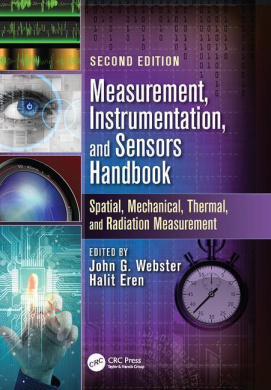 SECOND EDITION
Measurement,
Instrumentation,
and Sensors
Handbook
Spatial, Mechanical, Thermal,
and Radiation Measurement
EDITED BY
John G. Webster
Halit Eren
CRC Press
Taylor & Francis Group